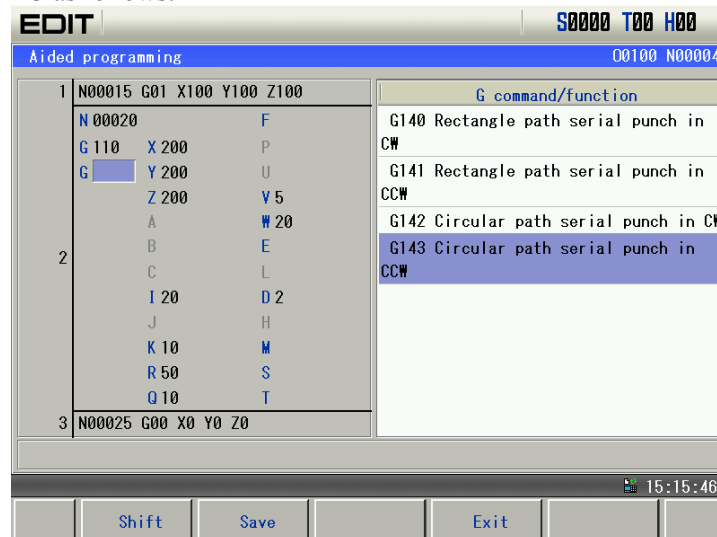 EDIT S0000 T00 H00
Aided programming O0100 N00004
1 N00015 G01 X100 Y100 Z100
G command/function
N 00020 F
G 110 X 200 P
G Y 200 U
Z 200 V 5
A W 20
B E
2
C L
I 20 D 2
J H
K 10 M
R 50 S
Q 10 T
3 N00025 G00 X0 Y0 Z0
G140 Rectangle path serial punch in
CW
G141 Rectangle path serial punch in
CCW
G142 Circular path serial punch in CW
G143 Circular path serial punch in
CCW
15:15:46
Shift Save Exit